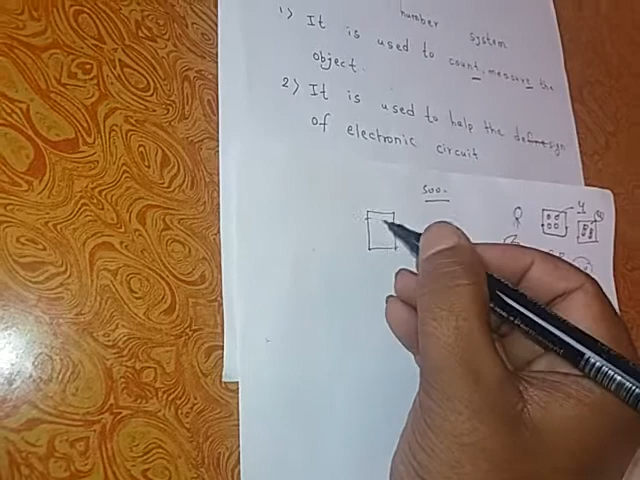 number system
1> It is used to count, measure the
object.
2> It is used to help the design
of electronic circuit
500-
4